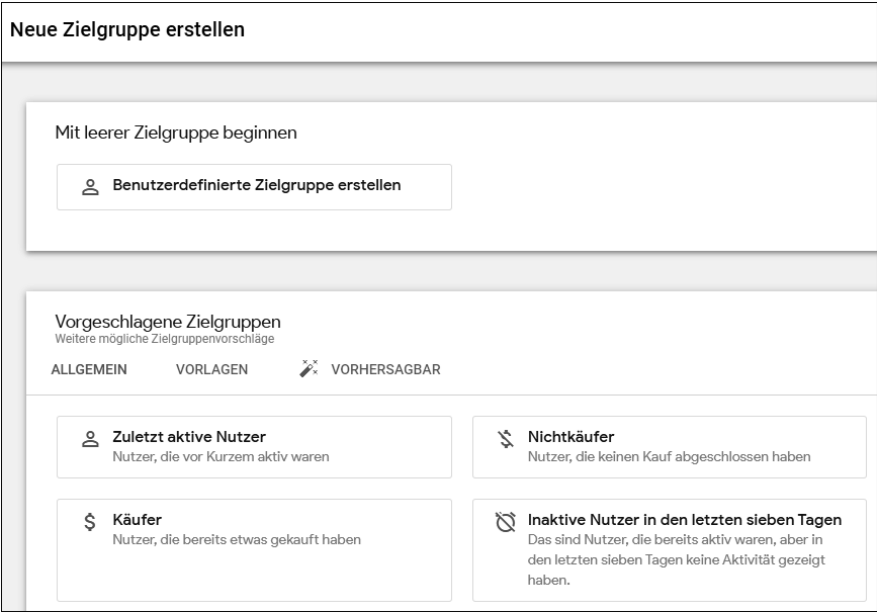 Neue Zielgruppe erstellen
Mit leerer Zielgruppe beginnen
Benutzerdefinierte Zielgruppe erstellen
Vorgeschlagene Zielgruppen
Weitere mögliche Zielgruppenvorschläge
ALLGEMEIN VORLAGEN VORHERSAGBAR
Zuletzt aktive Nutzer
Nutzer, die vor Kurzem aktiv waren
Nichtkäufer
Nutzer, die keinen Kauf abgeschlossen haben
Käufer
Nutzer, die bereits etwas gekauft haben
Inaktive Nutzer in den letzten sieben Tagen
Das sind Nutzer, die bereits aktiv waren, aber in
den letzten sieben Tagen keine Aktivität gezeigt
haben.